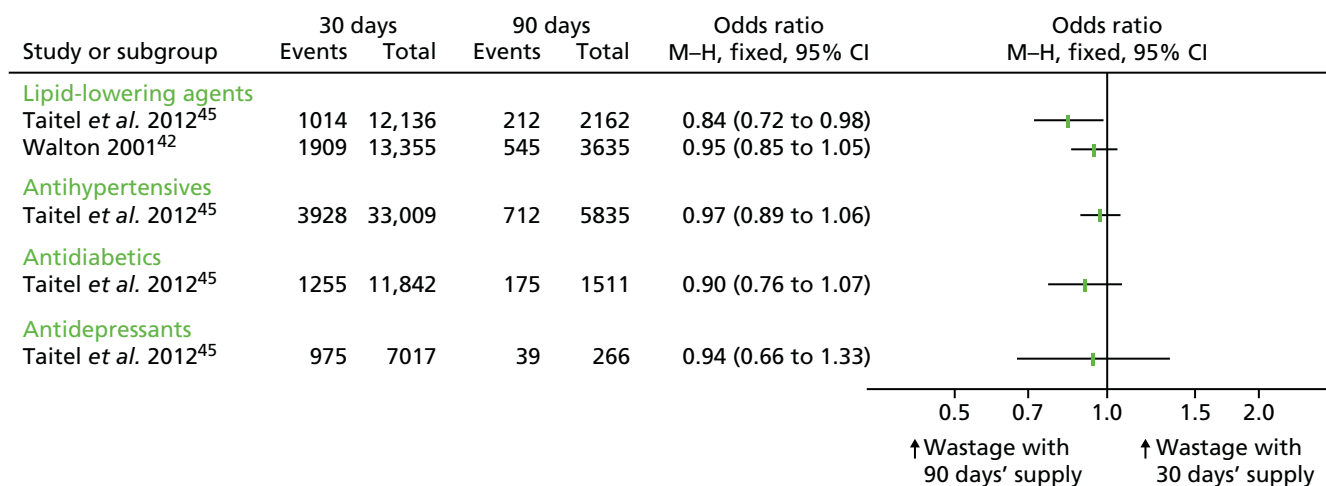 30 days 90 days Odds ratio Odds ratio
Study or subgroup Events Total Events Total M–H, fixed, 95% CI M–H, fixed, 95% CI
Lipid-lowering agents
Taitel et al. 2012⁴⁵ 1014 12,136 212 2162 0.84 (0.72 to 0.98)
Walton 2001⁴² 1909 13,355 545 3635 0.95 (0.85 to 1.05)
Antihypertensives
Taitel et al. 2012⁴⁵ 3928 33,009 712 5835 0.97 (0.89 to 1.06)
Antidiabetics
Taitel et al. 2012⁴⁵ 1255 11,842 175 1511 0.90 (0.76 to 1.07)
Antidepressants
Taitel et al. 2012⁴⁵ 975 7017 39 266 0.94 (0.66 to 1.33)
0.5 0.7 1.0 1.5 2.0
↑Wastage with ↑Wastage with
90 days’ supply 30 days’ supply